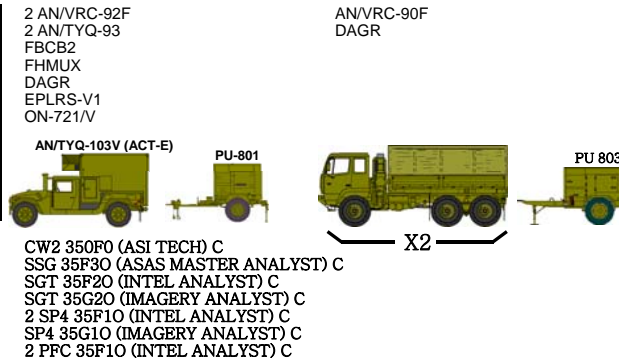 2 AN/VRC-92F
2 AN/TYQ-93
FBCB2
FHMUX
DAGR
EPLRS-V1
ON-721/V
AN/VRC-90F
DAGR
AN/TYQ-103V (ACT-E)
PU-801
PU 803
X2
CW2 350F0 (ASI TECH) C
SSG 35F3O (ASAS MASTER ANALYST) C
SGT 35F2O (INTEL ANALYST) C
SGT 35G2O (IMAGERY ANALYST) C
2 SP4 35F1O (INTEL ANALYST) C
SP4 35G1O (IMAGERY ANALYST) C
2 PFC 35F1O (INTEL ANALYST) C